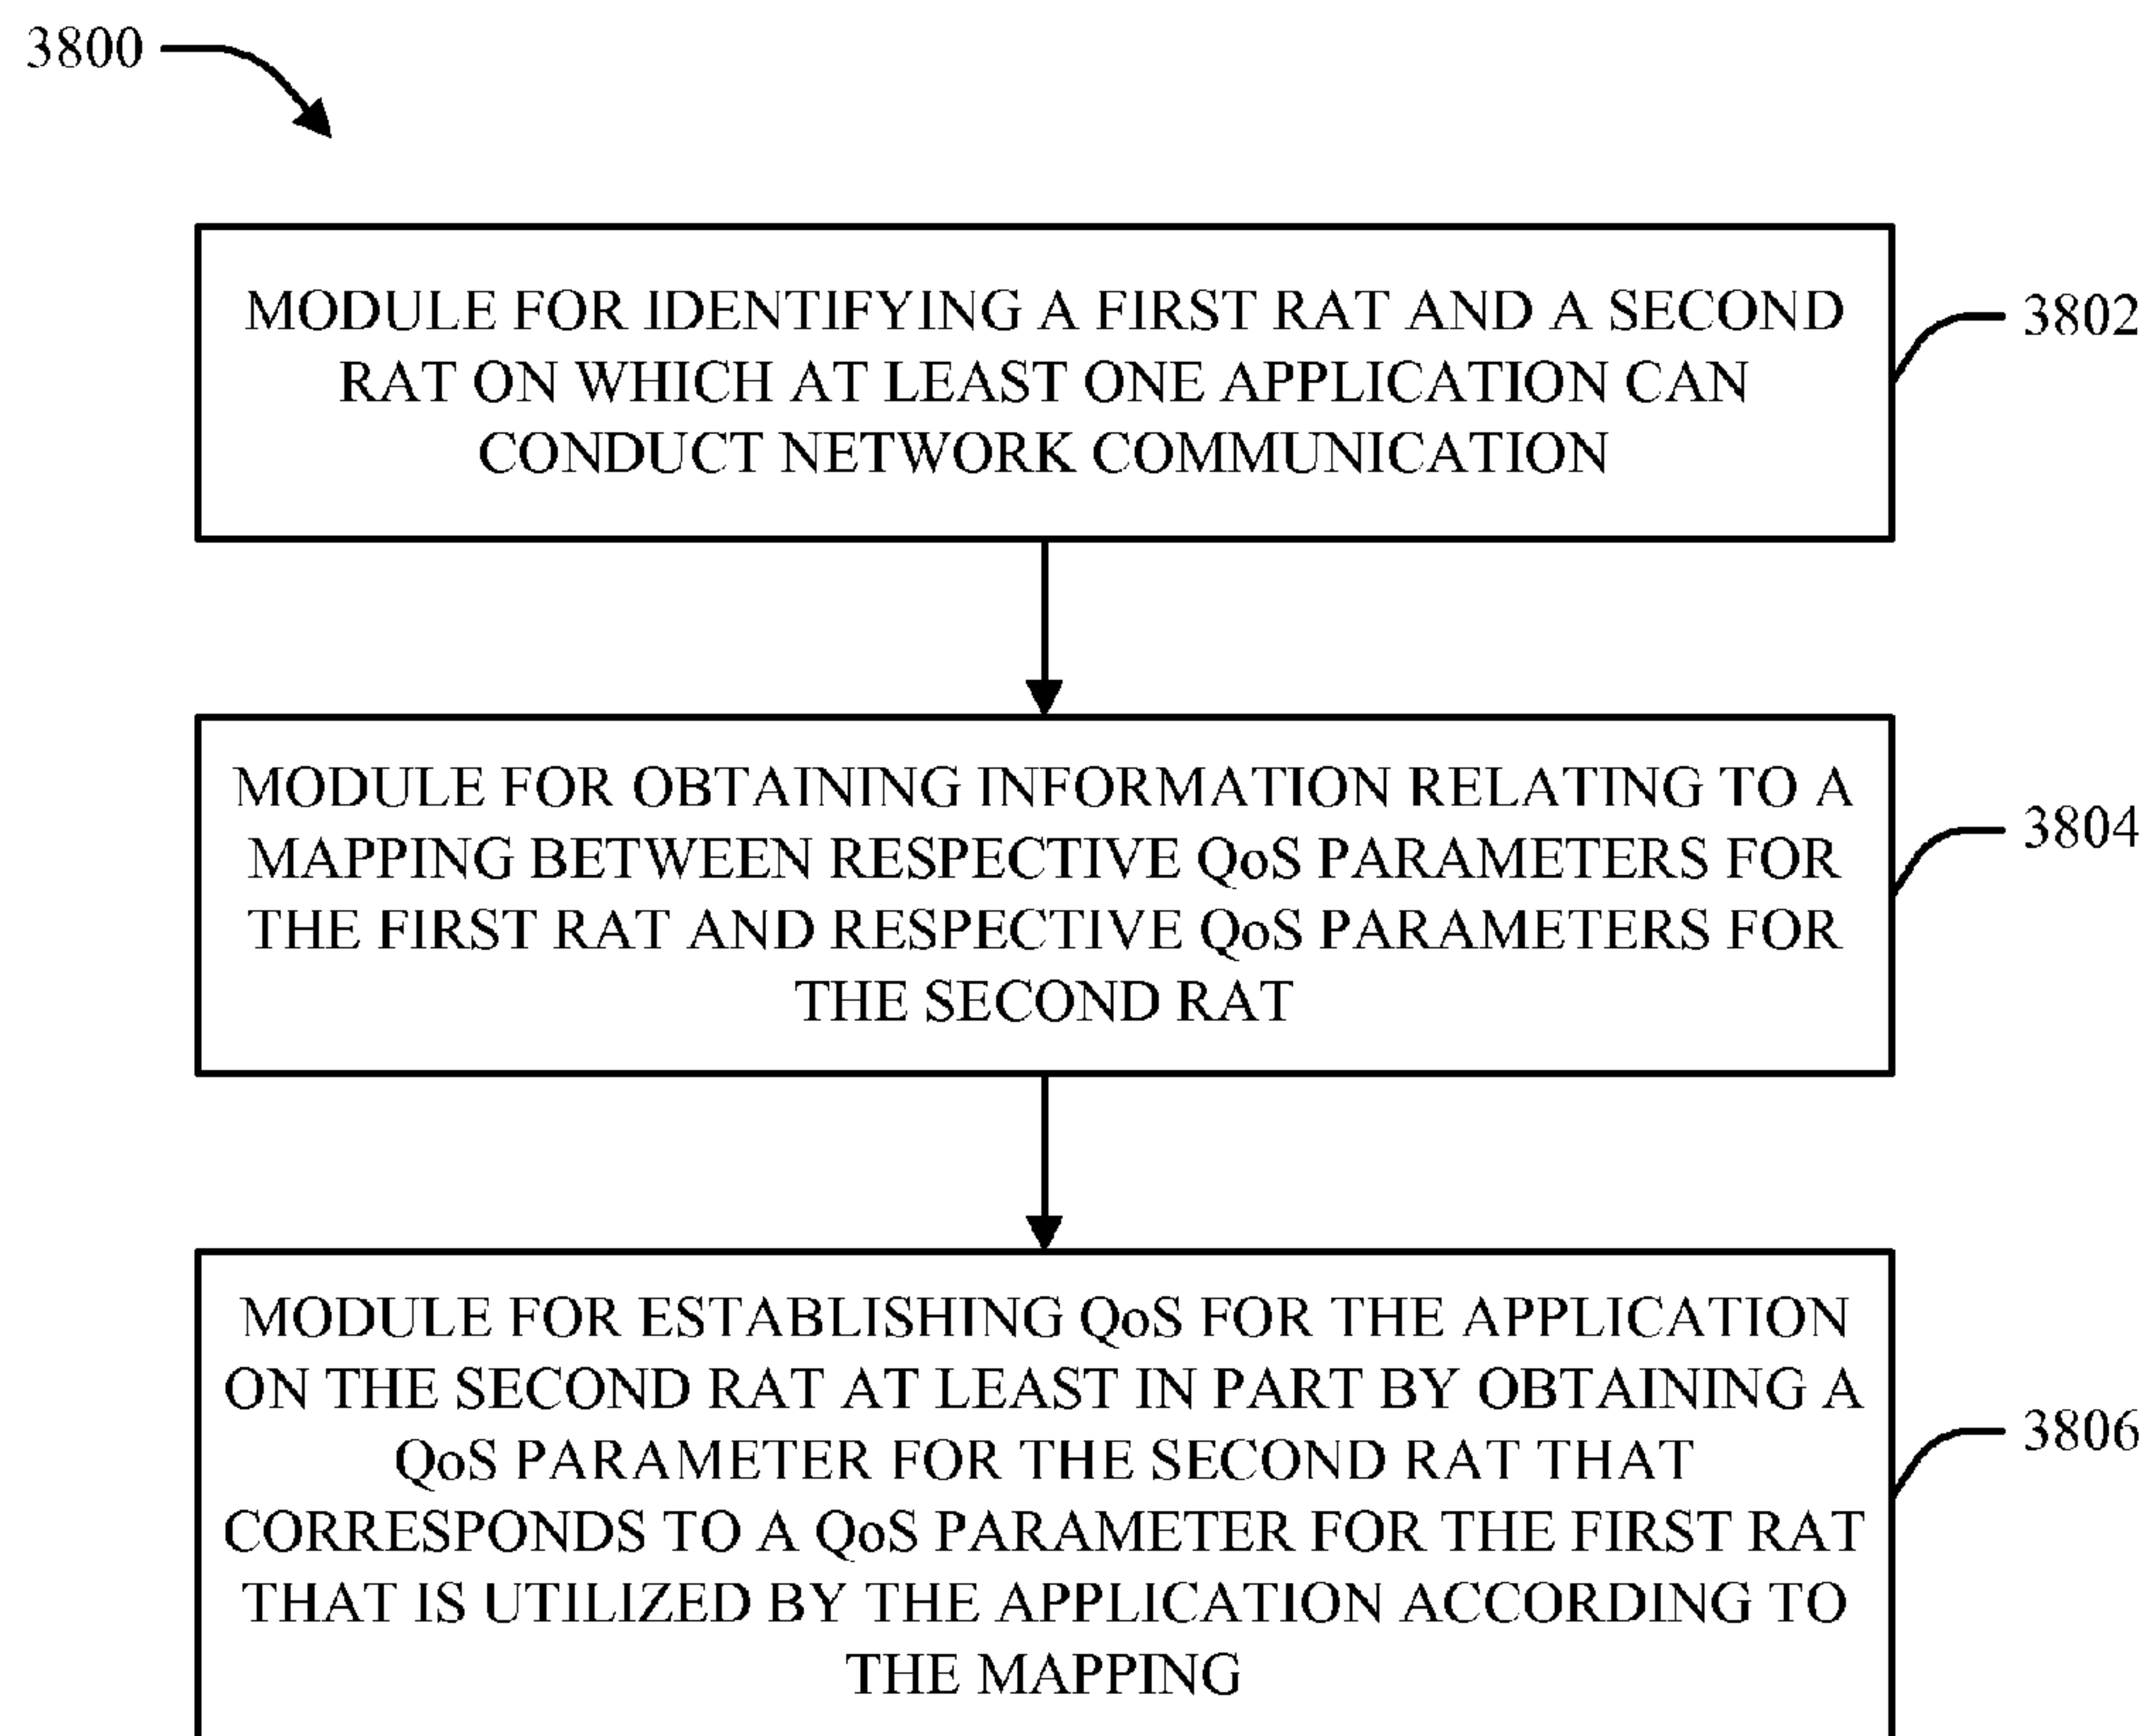 3800
MODULE FOR IDENTIFYING A FIRST RAT AND A SECOND
RAT ON WHICH AT LEAST ONE APPLICATION CAN
CONDUCT NETWORK COMMUNICATION
3802
MODULE FOR OBTAINING INFORMATION RELATING TO A
MAPPING BETWEEN RESPECTIVE QoS PARAMETERS FOR
THE FIRST RAT AND RESPECTIVE QoS PARAMETERS FOR
THE SECOND RAT
3804
MODULE FOR ESTABLISHING QoS FOR THE APPLICATION
ON THE SECOND RAT AT LEAST IN PART BY OBTAINING A
QoS PARAMETER FOR THE SECOND RAT THAT
CORRESPONDS TO A QoS PARAMETER FOR THE FIRST RAT
THAT IS UTILIZED BY THE APPLICATION ACCORDING TO
THE MAPPING
3806